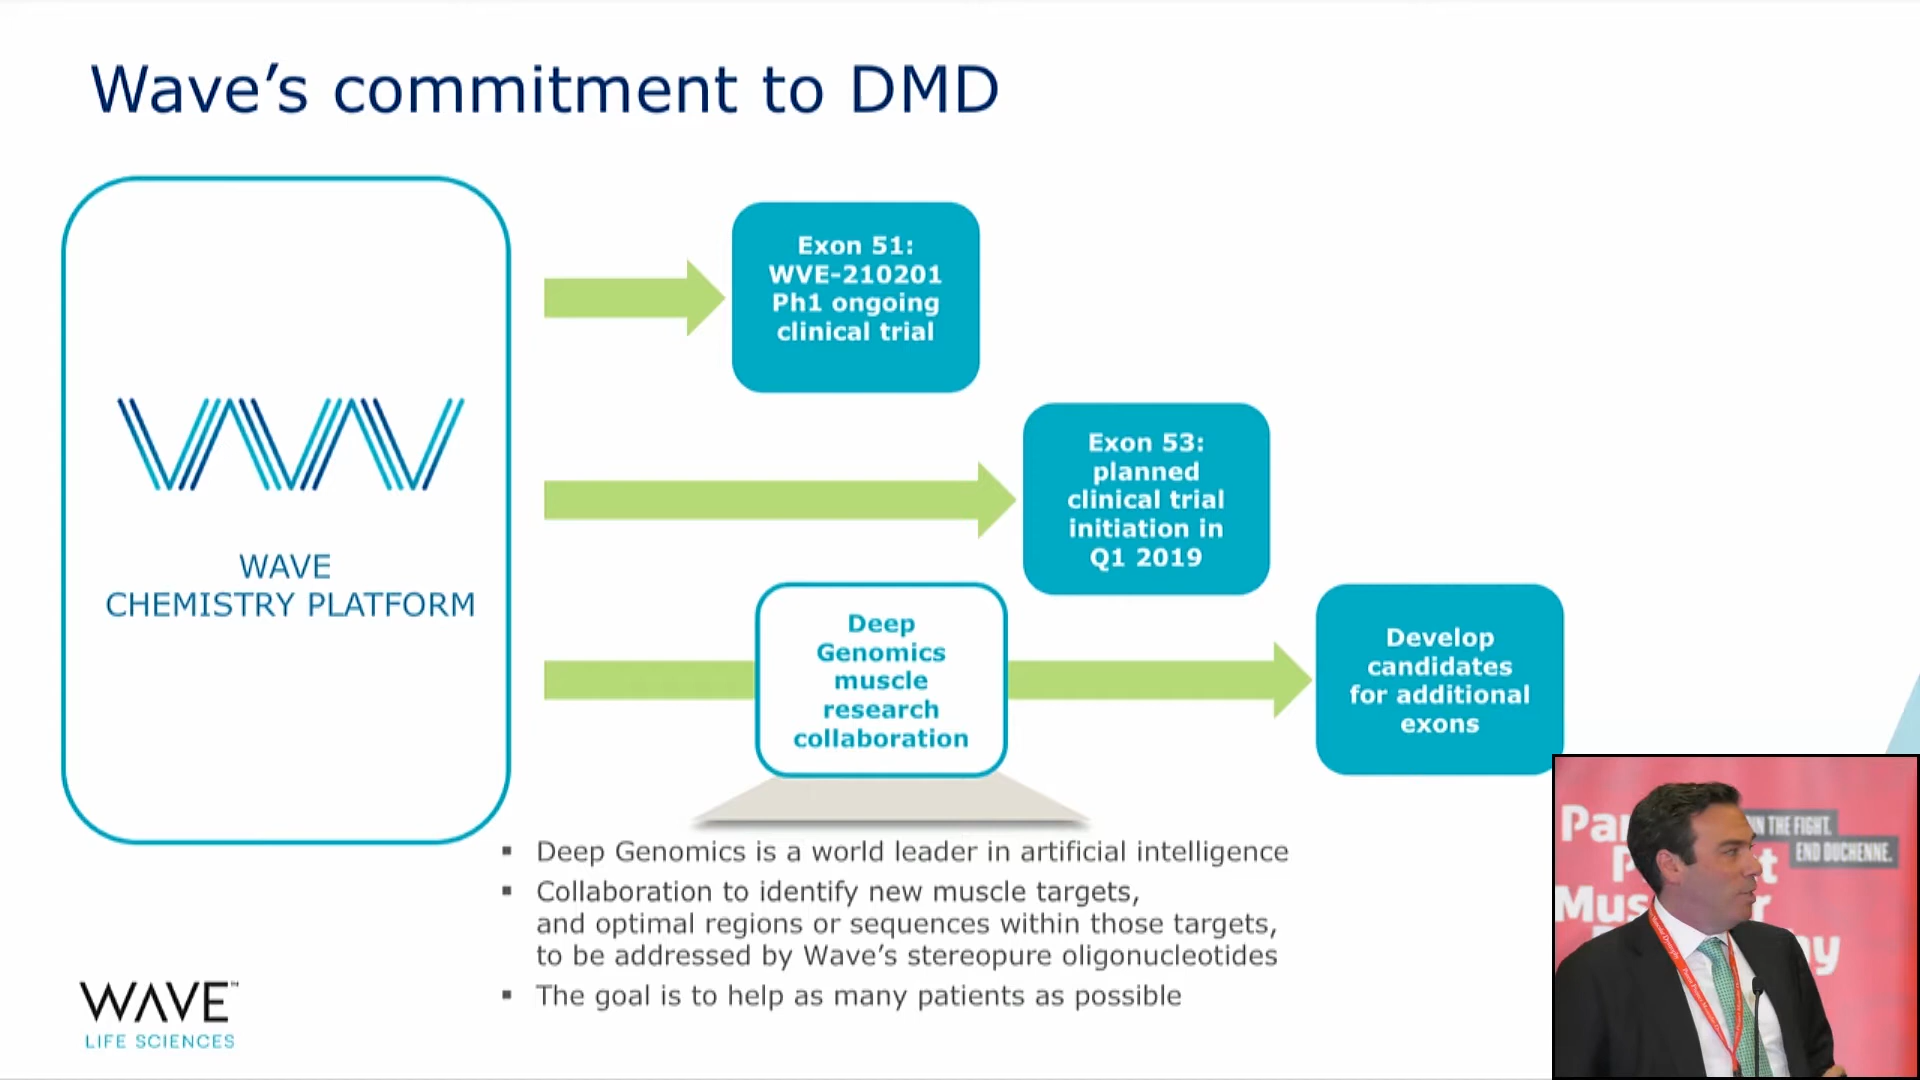 Wave’s commitment to DMD
WAVE
CHEMISTRY PLATFORM
Exon 51:
WVE-210201
Ph1 ongoing
clinical trial
Exon 53:
planned
clinical trial
initiation in
Q1 2019
Deep
Genomics
muscle
research
collaboration
Develop
candidates
for additional
exons
▪ Deep Genomics is a world leader in artificial intelligence
▪ Collaboration to identify new muscle targets,
and optimal regions or sequences within those targets,
to be addressed by Wave’s stereopure oligonucleotides
▪ The goal is to help as many patients as possible
WAVE™
LIFE SCIENCES
THE FIGHT.
END DUCHENNE.